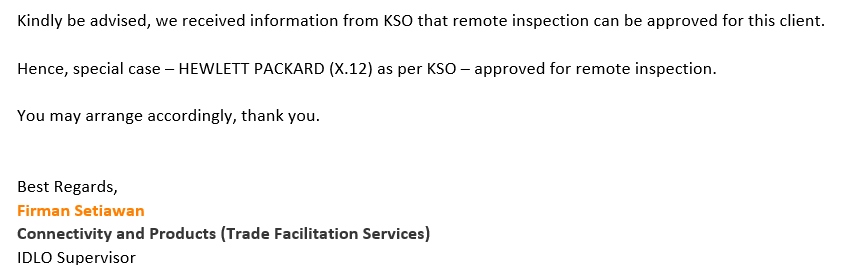 Kindly be advised, we received information from KSO that remote inspection can be approved for this client.
Hence, special case – HEWLETT PACKARD (X.12) as per KSO – approved for remote inspection.
You may arrange accordingly, thank you.
Best Regards,
Firman Setiawan
Connectivity and Products (Trade Facilitation Services)
IDLO Supervisor